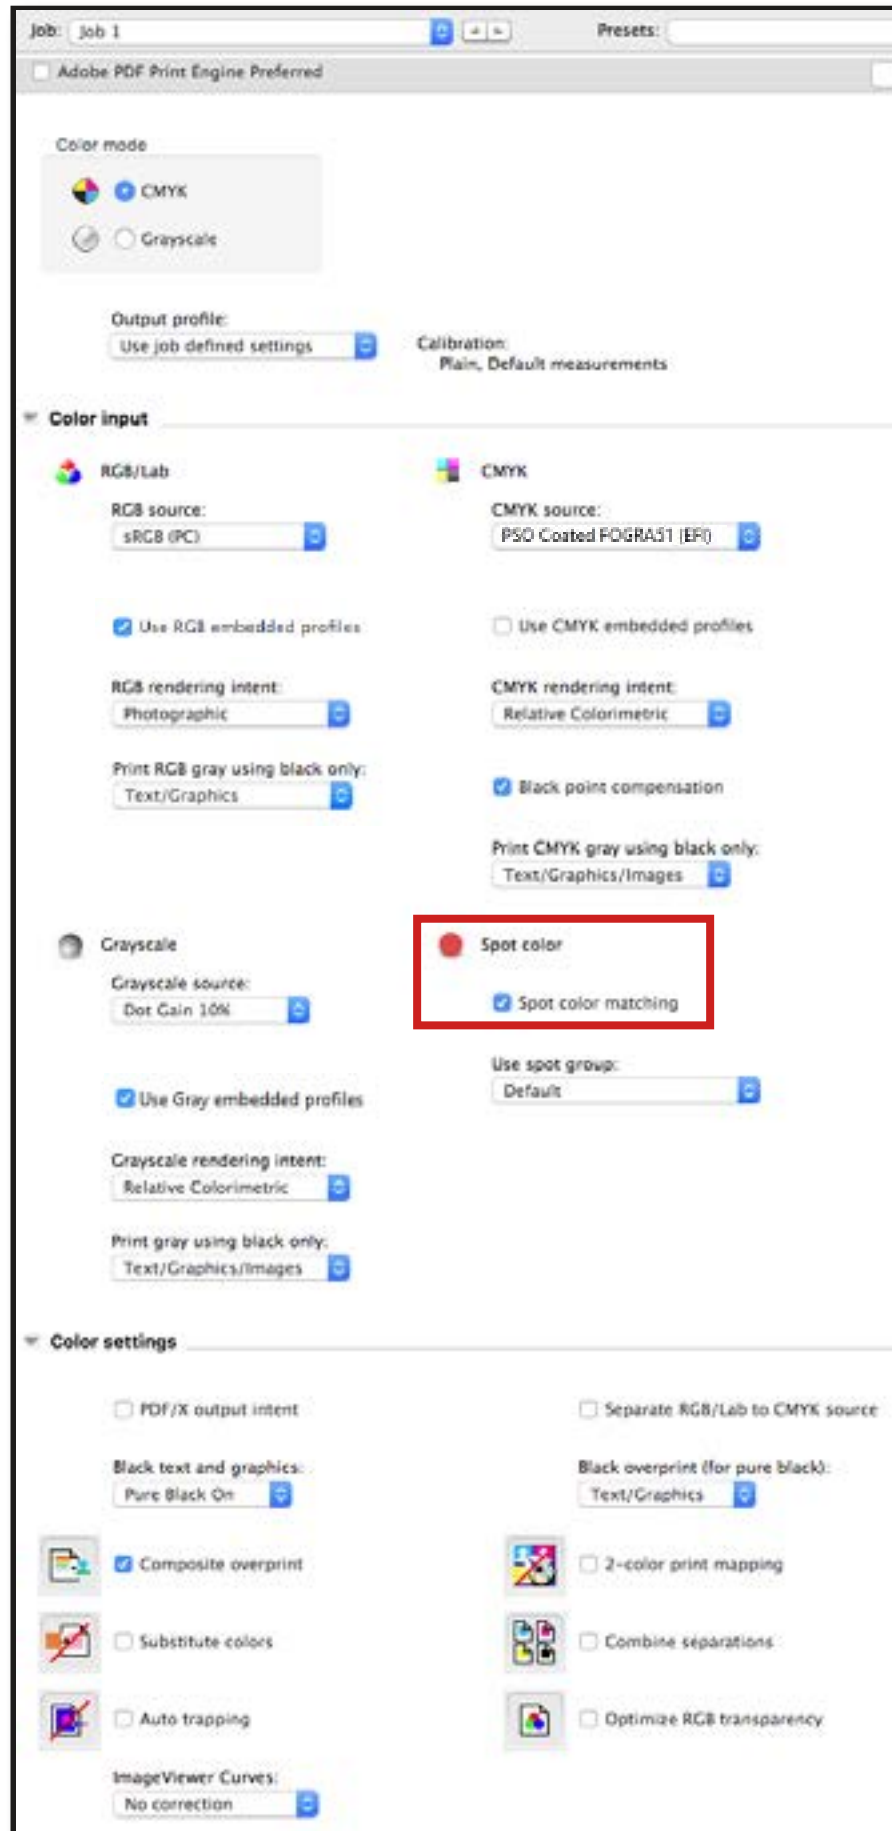 Job: Job 1 Presets:
Adobe PDF Print Engine Preferred
Color mode
CMYK
Grayscale
Output profile:
Use job defined settings
Calibration:
Plain, Default measurements
Color input
RGB/Lab
RGB source:
sRGB (PC)
Use RGB embedded profiles
RGB rendering intent:
Photographic
Print RGB gray using black only:
Text/Graphics
CMYK
CMYK source:
PSO Coated FOGRA51 (EFI)
Use CMYK embedded profiles
CMYK rendering intent:
Relative Colorimetric
Black point compensation
Print CMYK gray using black only:
Text/Graphics/Images
Grayscale
Grayscale source:
Dot Gain 10%
Use Gray embedded profiles
Grayscale rendering intent:
Relative Colorimetric
Print gray using black only:
Text/Graphics/Images
Spot color
Spot color matching
Use spot group:
Default
Color settings
PDF/X output intent
Separate RGB/Lab to CMYK source
Black text and graphics:
Pure Black On
Black overprint (for pure black):
Text/Graphics
Composite overprint
2-color print mapping
Substitute colors
Combine separations
Auto trapping
Optimize RGB transparency
ImageViewer Curves:
No correction